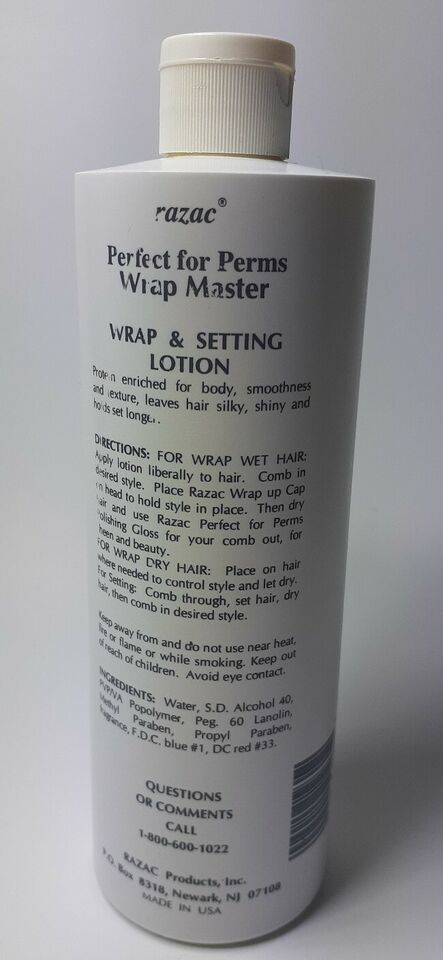 razac®
Perfect for Perms
Wrap Master
WRAP & SETTING
LOTION
Protein enriched for body, smoothness
and texture, leaves hair silky, shiny and
holds set longer.
DIRECTIONS: FOR WRAP WET HAIR:
Apply lotion liberally to hair. Comb in
desired style. Place Razac Wrap up Cap
on head to hold style in place. Then dry
hair and use Razac Perfect for Perms
Polishing Gloss for your comb out, for
sheen and beauty.
FOR WRAP DRY HAIR: Place on hair
where needed to control style and let dry.
For Setting: Comb through, set hair, dry
hair, then comb in desired style.
Keep away from and do not use near heat,
fire or flame or while smoking. Keep out
of reach of children. Avoid eye contact.
INGREDIENTS: Water, S.D. Alcohol 40,
PVP/VA Popolymer, Peg. 60 Lanolin,
Methyl Paraben, Propyl Paraben,
Fragrance, F.D.C. blue #1, DC red #33.
QUESTIONS
OR COMMENTS
CALL
1-800-600-1022
RAZAC Products, Inc.
P.O. Box 8318, Newark, NJ 07108
MADE IN USA